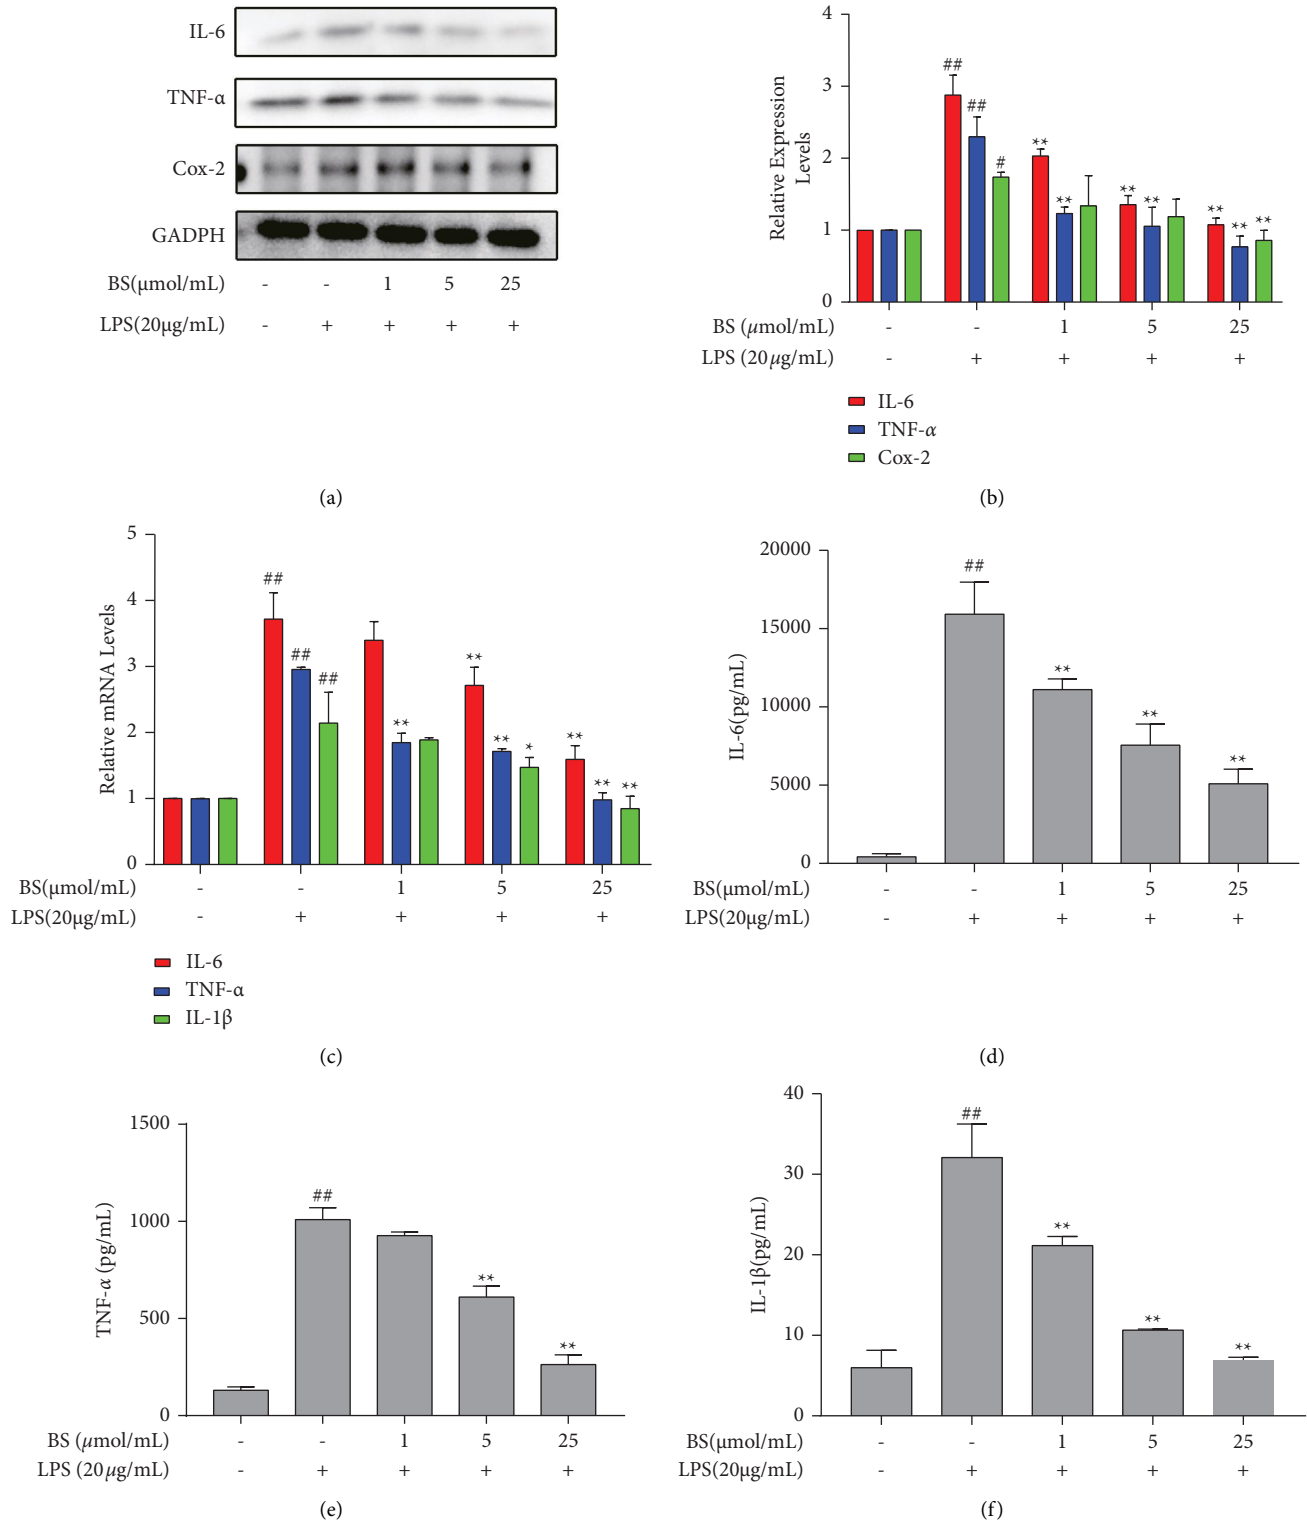 IL-6
TNF-α
Cox-2
GADPH
BS(μmol/mL) - - 1 5 25
LPS(20μg/mL) - + + + +
(a)
4
3
2
1
0
Relative Expression
Levels
## ## #
** **
** **
** ** **
BS (μmol/mL) - - 1 5 25
LPS (20μg/mL) - + + + +
IL-6
TNF-α
Cox-2
(b)
5
4
3
2
1
0
Relative mRNA Levels
## ## ##
**
** ** *
** ** **
BS(μmol/mL) - - 1 5 25
LPS(20μg/mL) - + + + +
IL-6
TNF-α
IL-1β
(c)
20000
15000
10000
5000
0
IL-6(pg/mL)
##
**
**
**
BS(μmol/mL) - - 1 5 25
LPS(20μg/mL) - + + + +
(d)
1500
1000
500
0
TNF-α (pg/mL)
##
**
**
BS (μmol/mL) - - 1 5 25
LPS (20μg/mL) - + + + +
(e)
40
30
20
10
0
IL-1β(pg/mL)
##
**
**
**
BS(μmol/mL) - - 1 5 25
LPS(20μg/mL) - + + + +
(f)